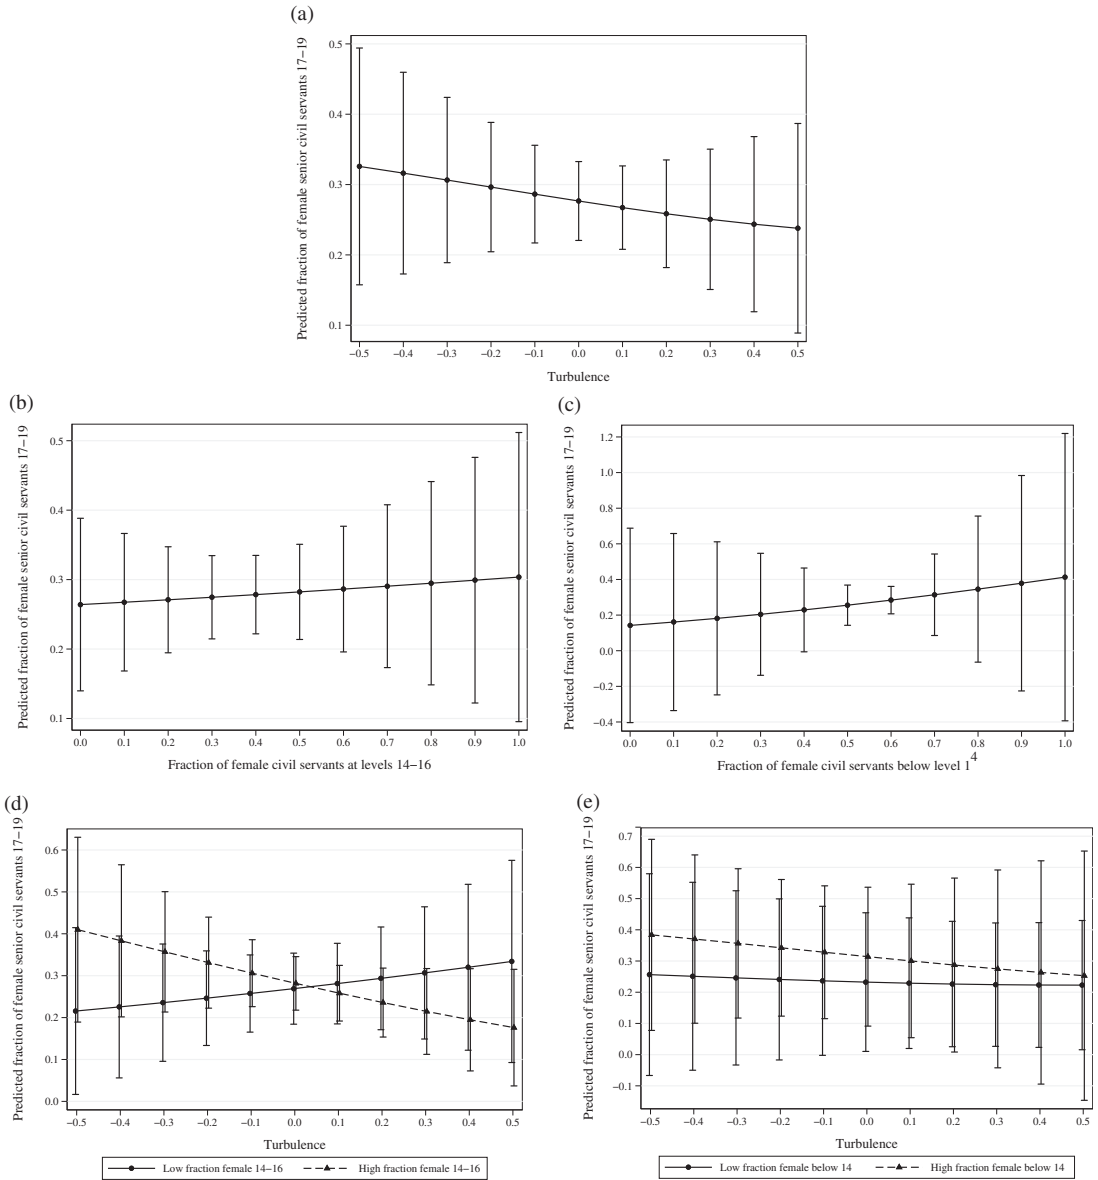 (a)
Predicted fraction of female senior civil servants 17−19
0.5
0.4
0.3
0.2
0.1
−0.5 −0.4 −0.3 −0.2 −0.1 0.0 0.1 0.2 0.3 0.4 0.5
Turbulence
(b)
Predicted fraction of female senior civil servants 17−19
0.5
0.4
0.3
0.2
0.1
0.0 0.1 0.2 0.3 0.4 0.5 0.6 0.7 0.8 0.9 1.0
Fraction of female civil servants at levels 14−16
(c)
Predicted fraction of female senior civil servants 17−19
1.2
1.0
0.8
0.6
0.4
0.2
0.0
−0.2
−0.4
0.0 0.1 0.2 0.3 0.4 0.5 0.6 0.7 0.8 0.9 1.0
Fraction of female civil servants below level 14
(d)
Predicted fraction of female senior civil servants 17−19
0.6
0.5
0.4
0.3
0.2
0.1
0.0
−0.5 −0.4 −0.3 −0.2 −0.1 0.0 0.1 0.2 0.3 0.4 0.5
Turbulence
Low fraction female 14−16 High fraction female 14−16
(e)
Predicted fraction of female senior civil servants 17−19
0.7
0.6
0.5
0.4
0.3
0.2
0.1
0.0
−0.1
−0.5 −0.4 −0.3 −0.2 −0.1 0.0 0.1 0.2 0.3 0.4 0.5
Turbulence
Low fraction female below 14 High fraction female below 14